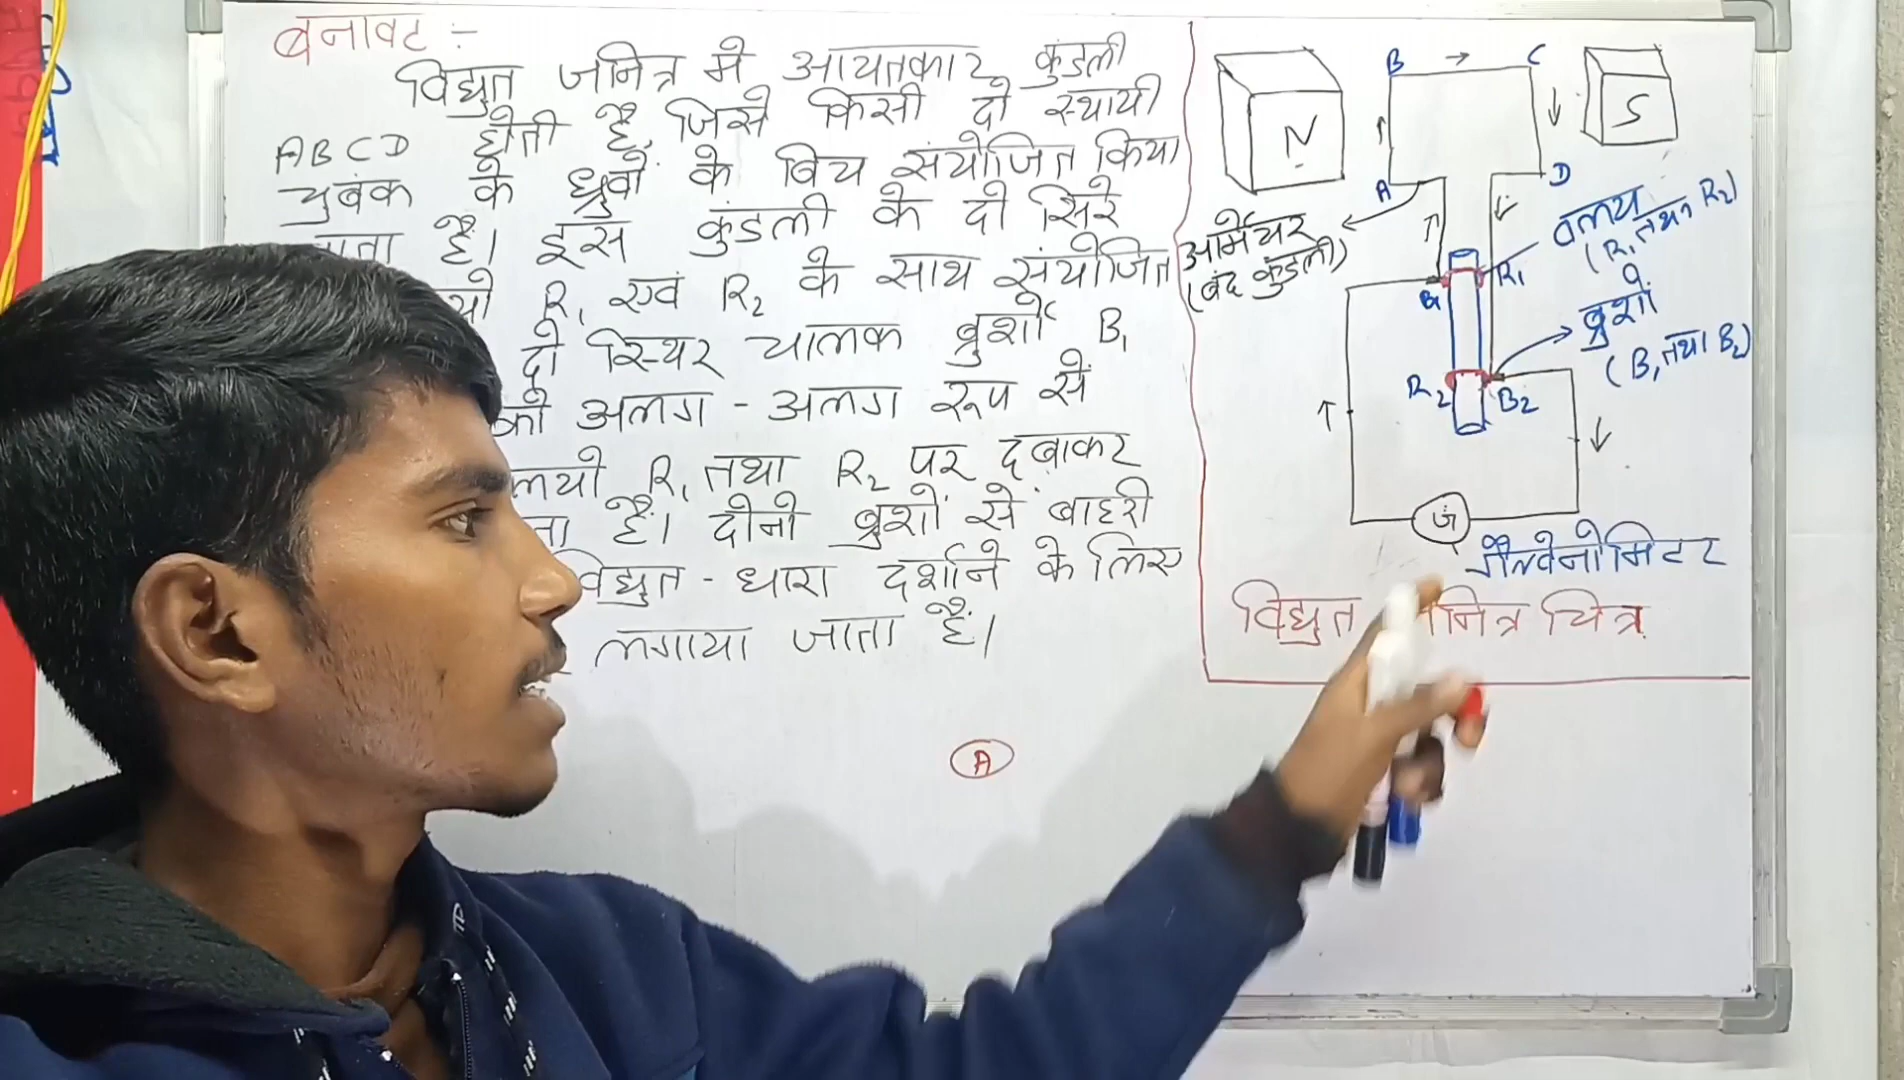 बनावट :-
विद्युत जनित्र मे आयतकार कुंडली
ABCD होती है, जिसे किसी दो स्थायी
चुबंक के ध्रुवों के बिच संयोजित किया
जाता है। इस कुंडली के दो सिरे
R₁ एवं R₂ के साथ संयोजित
दो स्थिर चालक ब्रुशों B₁
को अलग - अलग रूप से
R₁ तथा R₂ पर दबाकर
है। दोनो ब्रुशों से बाहरी
विद्युत - धारा दर्शाने के लिए
लगाया जाता है।
A
N
S
B
C
A
D
आर्मेचर
(बंद कुंडली)
वलय
(R₁ तथा R₂)
R₁
B₁
ब्रुशों
(B₁ तथा B₂)
R₂
B₂
गैल्वेनोमिटर
विद्युत जनित्र चित्र